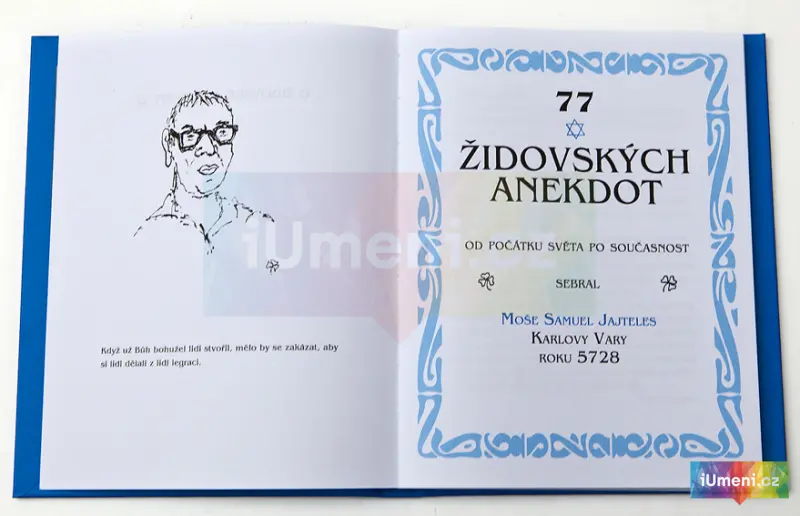 Když už Bůh bohužel lidi stvořil, mělo by se zakázat, aby
si lidi dělali z lidí legraci.
77
ŽIDOVSKÝCH
ANEKDOT
OD POČÁTKU SVĚTA PO SOUČASNOST
SEBRAL
MOŠE SAMUEL JAJTELES
KARLOVY VARY
ROKU 5728
iUmeni.cz
iUmeni.cz